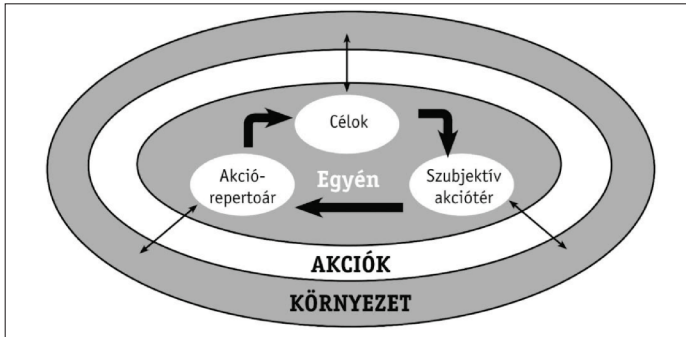 Célok
Akció-
repertoár
Egyén
Szubjektív
akciótér
AKCIÓK
KÖRNYEZET